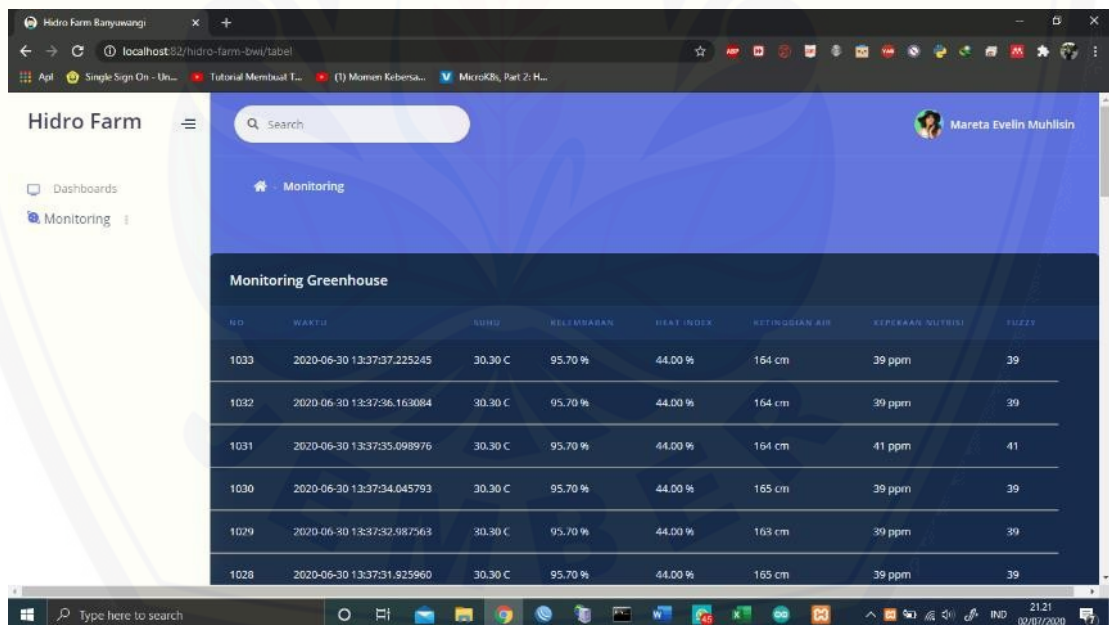 Hidro Farm Banyuwangi
localhost:82/hidro-farm-bwi/tabel
Apl Single Sign On - Un... Tutorial Membuat T... (1) Momen Kebersa... MicroK8s, Part 2: H...
Hidro Farm
Search
Mareta Evelin Muhlisin
Dashboards
Monitoring
Monitoring
Monitoring Greenhouse
NO WAKTU SUHU KELEMBABAN HEAT INDEX KETINGGIAN AIR KEPEKAAN NUTRISI FUZZY
1033 2020-06-30 13:37:37.225245 30.30 C 95.70 % 44.00 % 164 cm 39 ppm 39
1032 2020-06-30 13:37:36.163084 30.30 C 95.70 % 44.00 % 164 cm 39 ppm 39
1031 2020-06-30 13:37:35.098976 30.30 C 95.70 % 44.00 % 164 cm 41 ppm 41
1030 2020-06-30 13:37:34.045793 30.30 C 95.70 % 44.00 % 165 cm 39 ppm 39
1029 2020-06-30 13:37:32.987563 30.30 C 95.70 % 44.00 % 163 cm 39 ppm 39
1028 2020-06-30 13:37:31.925960 30.30 C 95.70 % 44.00 % 165 cm 39 ppm 39
Type here to search
IND
21.21
02/07/2020
JEMBER